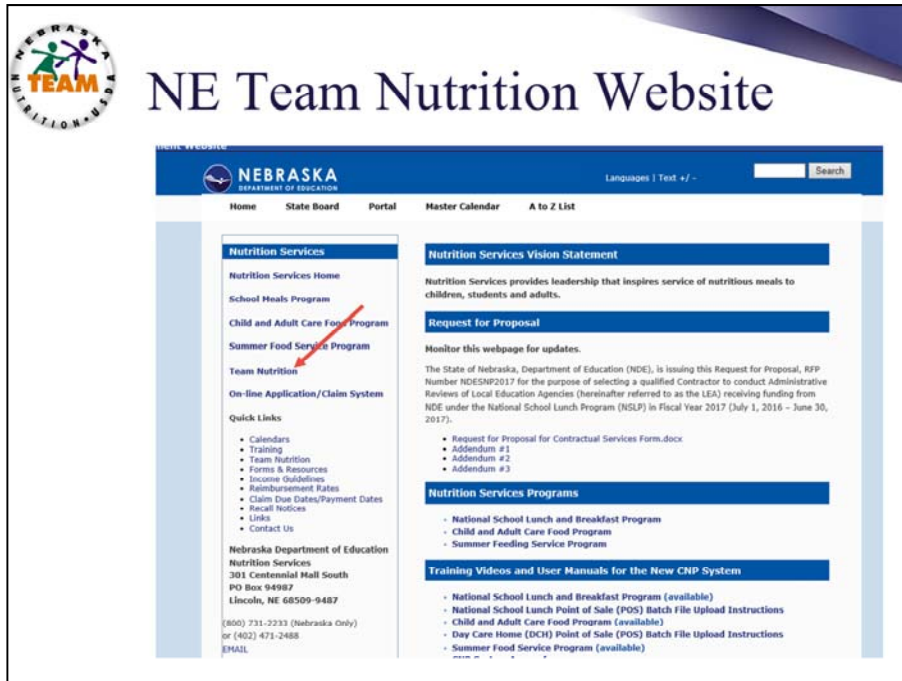 NEBRASKA
TEAM
NUTRITION • USDA
NE Team Nutrition Website
ment Website
NEBRASKA
DEPARTMENT OF EDUCATION
Languages | Text +/ -
Search
Home State Board Portal Master Calendar A to Z List
Nutrition Services
Nutrition Services Home
School Meals Program
Child and Adult Care Food Program
Summer Food Service Program
Team Nutrition
On-line Application/Claim System
Quick Links
• Calendars
• Training
• Team Nutrition
• Forms & Resources
• Income Guidelines
• Reimbursement Rates
• Claim Due Dates/Payment Dates
• Recall Notices
• Links
• Contact Us
Nebraska Department of Education
Nutrition Services
301 Centennial Mall South
PO Box 94987
Lincoln, NE 68509-9487
(800) 731-2233 (Nebraska Only)
or (402) 471-2488
EMAIL
Nutrition Services Vision Statement
Nutrition Services provides leadership that inspires service of nutritious meals to
children, students and adults.
Request for Proposal
Monitor this webpage for updates.
The State of Nebraska, Department of Education (NDE), is issuing this Request for Proposal, RFP
Number NDESNP2017 for the purpose of selecting a qualified Contractor to conduct Administrative
Reviews of Local Education Agencies (hereinafter referred to as the LEA) receiving funding from
NDE under the National School Lunch Program (NSLP) in Fiscal Year 2017 (July 1, 2016 – June 30,
2017).
• Request for Proposal for Contractual Services Form.docx
• Addendum #1
• Addendum #2
• Addendum #3
Nutrition Services Programs
• National School Lunch and Breakfast Program
• Child and Adult Care Food Program
• Summer Feeding Service Program
Training Videos and User Manuals for the New CNP System
• National School Lunch and Breakfast Program (available)
• National School Lunch Point of Sale (POS) Batch File Upload Instructions
• Child and Adult Care Food Program (available)
• Day Care Home (DCH) Point of Sale (POS) Batch File Upload Instructions
• Summer Food Service Program (available)